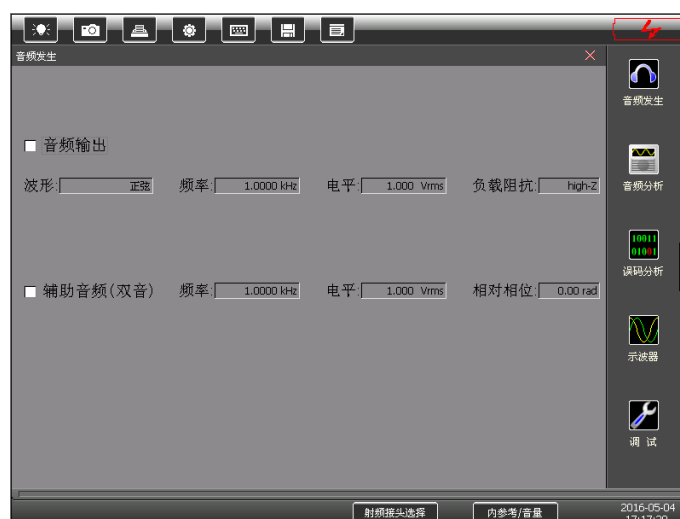 音频发生
音频输出
波形: 正弦 频率: 1.0000 kHz 电平: 1.000 Vrms 负载阻抗: high-Z
辅助音频(双音) 频率: 1.0000 kHz 电平: 1.000 Vrms 相对相位: 0.00 rad
音频发生
音频分析
10011
01001
误码分析
示波器
调 试
射频接头选择 内参考/音量
2016-05-04